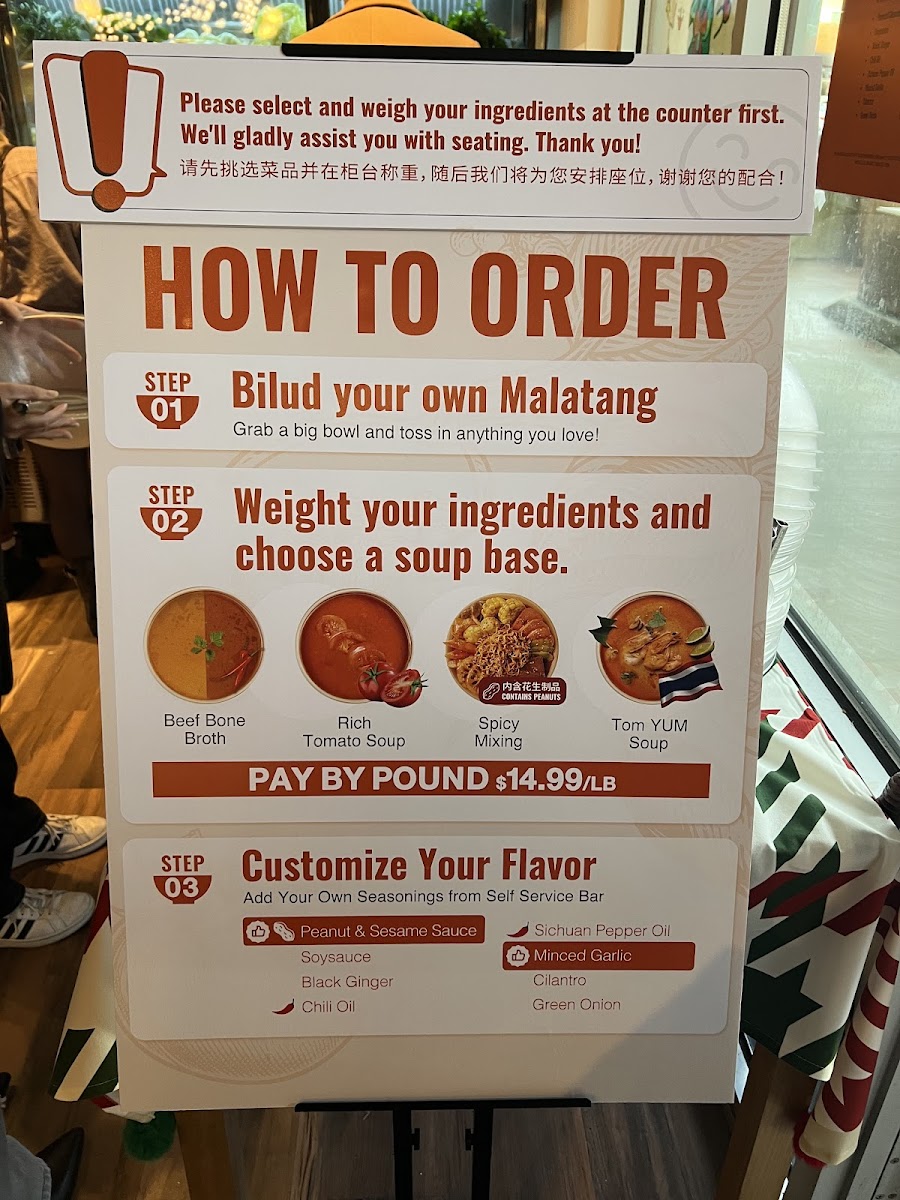 Please select and weigh your ingredients at the counter first.
We'll gladly assist you with seating. Thank you!
请先挑选菜品并在柜台称重，随后我们将为您安排座位，谢谢您的配合！
HOW TO ORDER
STEP
01
Bilud your own Malatang
Grab a big bowl and toss in anything you love!
STEP
02
Weight your ingredients and
choose a soup base.
内含花生制品
CONTAINS PEANUTS
Beef Bone
Broth
Rich
Tomato Soup
Spicy
Mixing
Tom YUM
Soup
PAY BY POUND $14.99/LB
STEP
03
Customize Your Flavor
Add Your Own Seasonings from Self Service Bar
Peanut & Sesame Sauce
Soysauce
Black Ginger
Chili Oil
Sichuan Pepper Oil
Minced Garlic
Cilantro
Green Onion